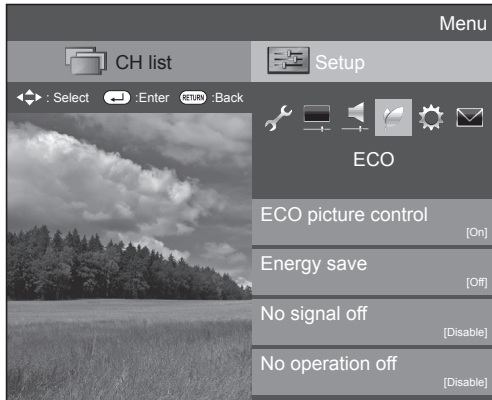 Menu
CH list
Setup
: Select :Enter RETURN :Back
ECO
ECO picture control
[On]
Energy save
[Off]
No signal off
[Disable]
No operation off
[Disable]